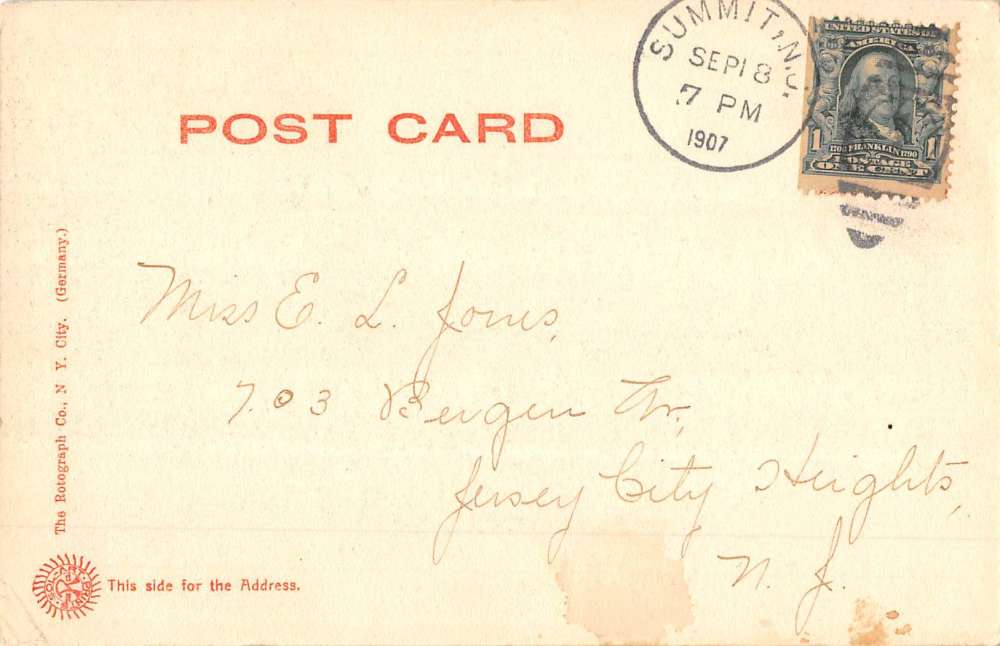 SUMMIT, N.J.
SEP 18
7 PM
1907
UNITED STATES OF
AMERICA
1 1
FRANKLIN 1790
POSTAGE
ONE CENT
POST CARD
Miss E. L. Jones,
703 Bergen Av,
Jersey City Heights,
N. J.
The Rotograph Co., N Y. City. (Germany.)
This side for the Address.